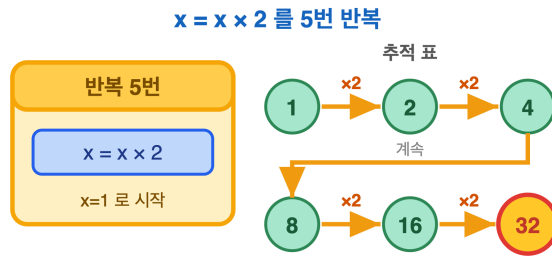 x = x × 2 를 5번 반복
반복 5번
x = x × 2
x=1 로 시작
추적 표
1 ×2 2 ×2 4
계속
8 ×2 16 ×2 32